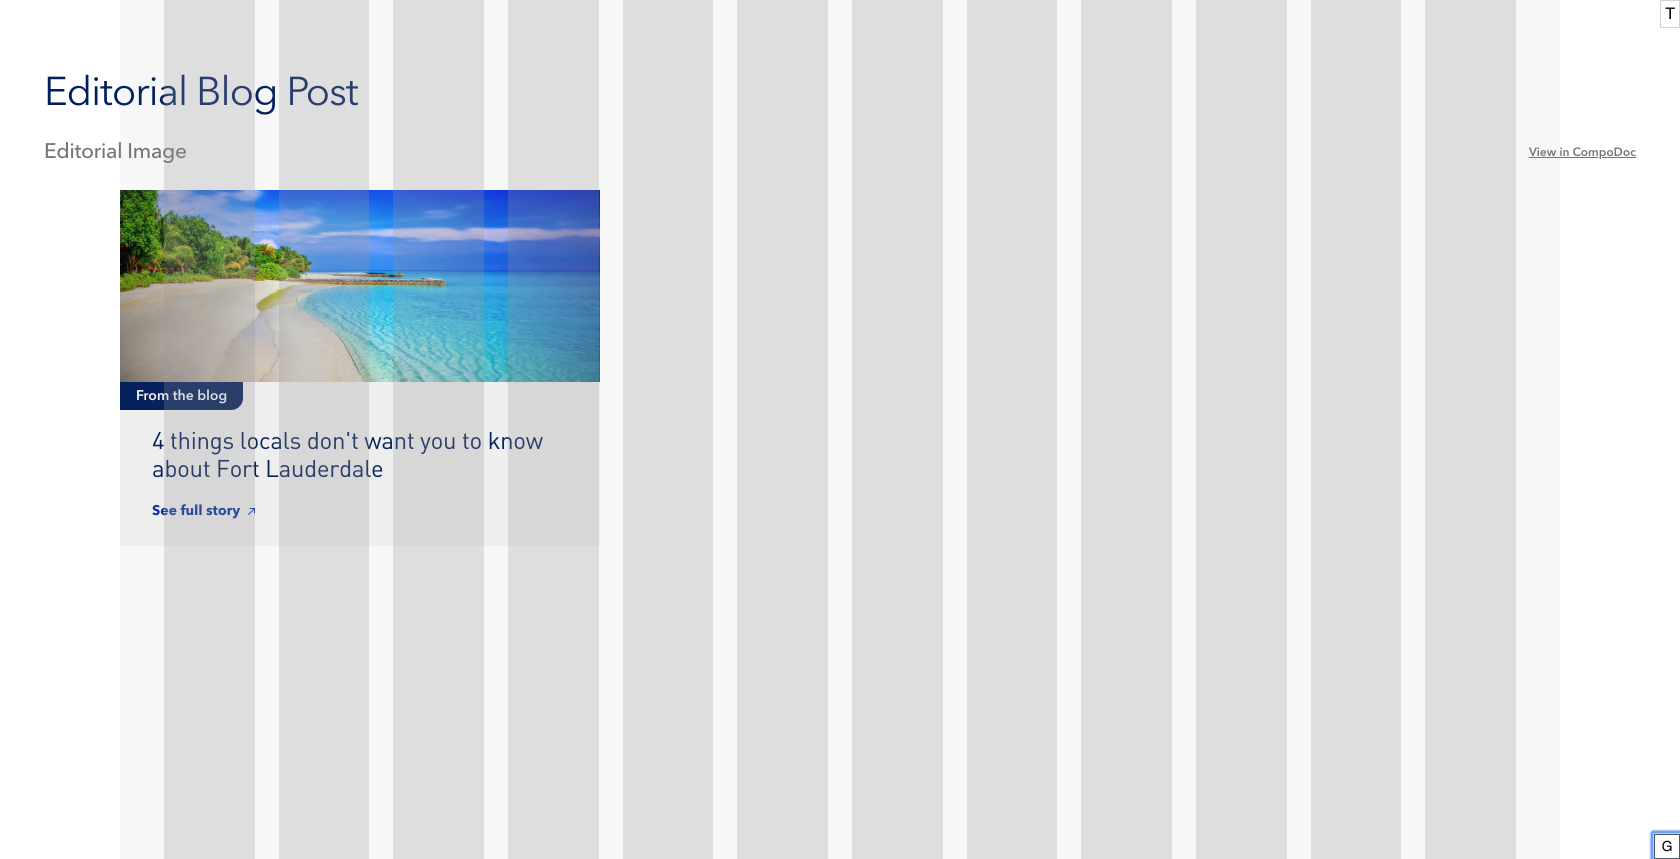 T
Editorial Blog Post
Editorial Image
View in CompoDoc
From the blog
4 things locals don't want you to know
about Fort Lauderdale
See full story ↗
G